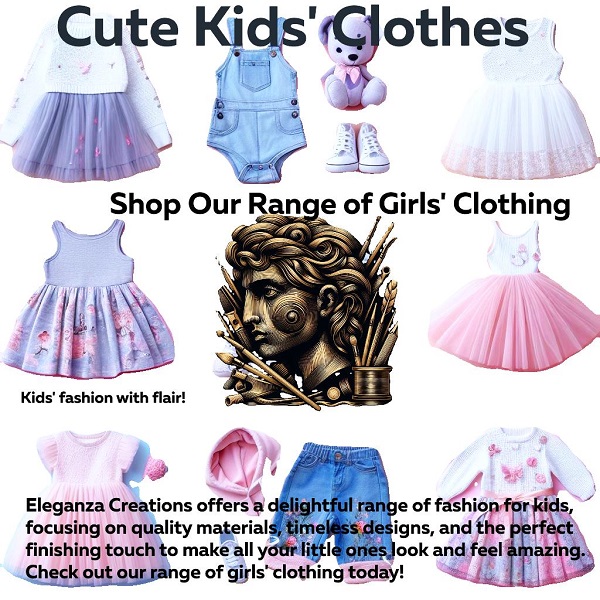 Cute Kids' Clothes
Shop Our Range of Girls' Clothing
Kids' fashion with flair!
Eleganza Creations offers a delightful range of fashion for kids,
focusing on quality materials, timeless designs, and the perfect
finishing touch to make all your little ones look and feel amazing.
Check out our range of girls' clothing today!